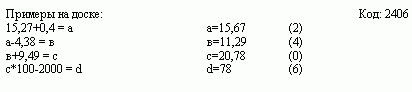 Примеры на доске: Код: 2406
15,27+0,4 = а а=15,67 (2)
а-4,38 = в в=11,29 (4)
в+9,49 = с с=20,78 (0)
с*100-2000 = d d=78 (6)